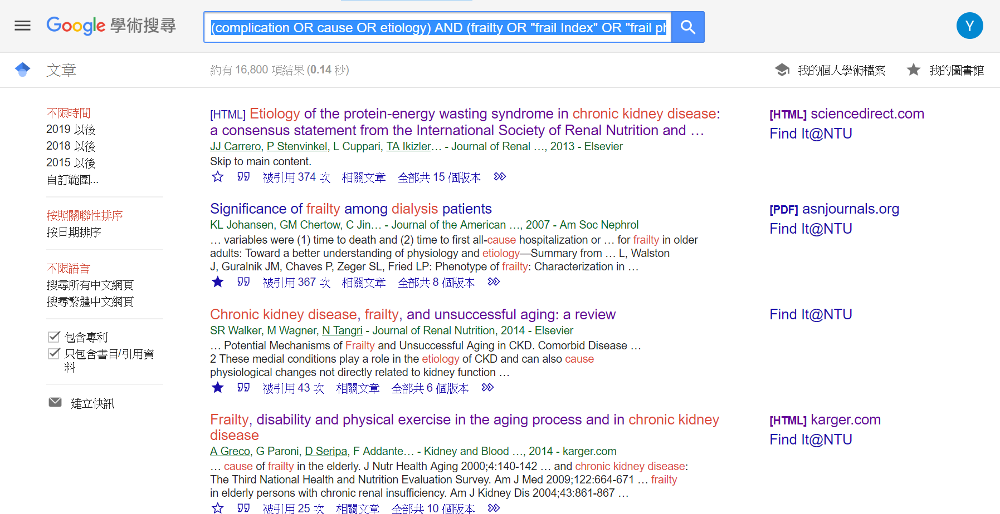 Google 學術搜尋
(complication OR cause OR etiology) AND (frailty OR "frail Index" OR "frail ph
Y
文章
約有 16,800 項結果 (0.14 秒)
我的個人學術檔案
我的圖書館
不限時間
2019 以後
2018 以後
2015 以後
自訂範圍...
按照關聯性排序
按日期排序
不限語言
搜尋所有中文網頁
搜尋繁體中文網頁
包含專利
只包含書目/引用資
料
建立快訊
[HTML] Etiology of the protein-energy wasting syndrome in chronic kidney disease:
a consensus statement from the International Society of Renal Nutrition and …
JJ Carrero, P Stenvinkel, L Cuppari, TA Ikizler… - Journal of Renal …, 2013 - Elsevier
Skip to main content.
被引用 374 次 相關文章 全部共 15 個版本
[HTML] sciencedirect.com
Find It@NTU
Significance of frailty among dialysis patients
KL Johansen, GM Chertow, C Jin… - Journal of the American …, 2007 - Am Soc Nephrol
… variables were (1) time to death and (2) time to first all-cause hospitalization or … for frailty in older
adults: Toward a better understanding of physiology and etiology—Summary from … L, Walston
J, Guralnik JM, Chaves P, Zeger SL, Fried LP: Phenotype of frailty: Characterization in …
被引用 367 次 相關文章 全部共 8 個版本
[PDF] asnjournals.org
Find It@NTU
Chronic kidney disease, frailty, and unsuccessful aging: a review
SR Walker, M Wagner, N Tangri - Journal of Renal Nutrition, 2014 - Elsevier
… Potential Mechanisms of Frailty and Unsuccessful Aging in CKD. Comorbid Disease …
2 These medial conditions play a role in the etiology of CKD and can also cause
physiological changes not directly related to kidney function …
被引用 43 次 相關文章 全部共 6 個版本
Find It@NTU
Frailty, disability and physical exercise in the aging process and in chronic kidney
disease
A Greco, G Paroni, D Seripa, F Addante… - Kidney and Blood …, 2014 - karger.com
… cause of frailty in the elderly. J Nutr Health Aging 2000;4:140-142 … and chronic kidney disease:
The Third National Health and Nutrition Evaluation Survey. Am J Med 2009;122:664-671 … frailty
in elderly persons with chronic renal insufficiency. Am J Kidney Dis 2004;43:861-867 …
被引用 25 次 相關文章 全部共 10 個版本
[HTML] karger.com
Find It@NTU